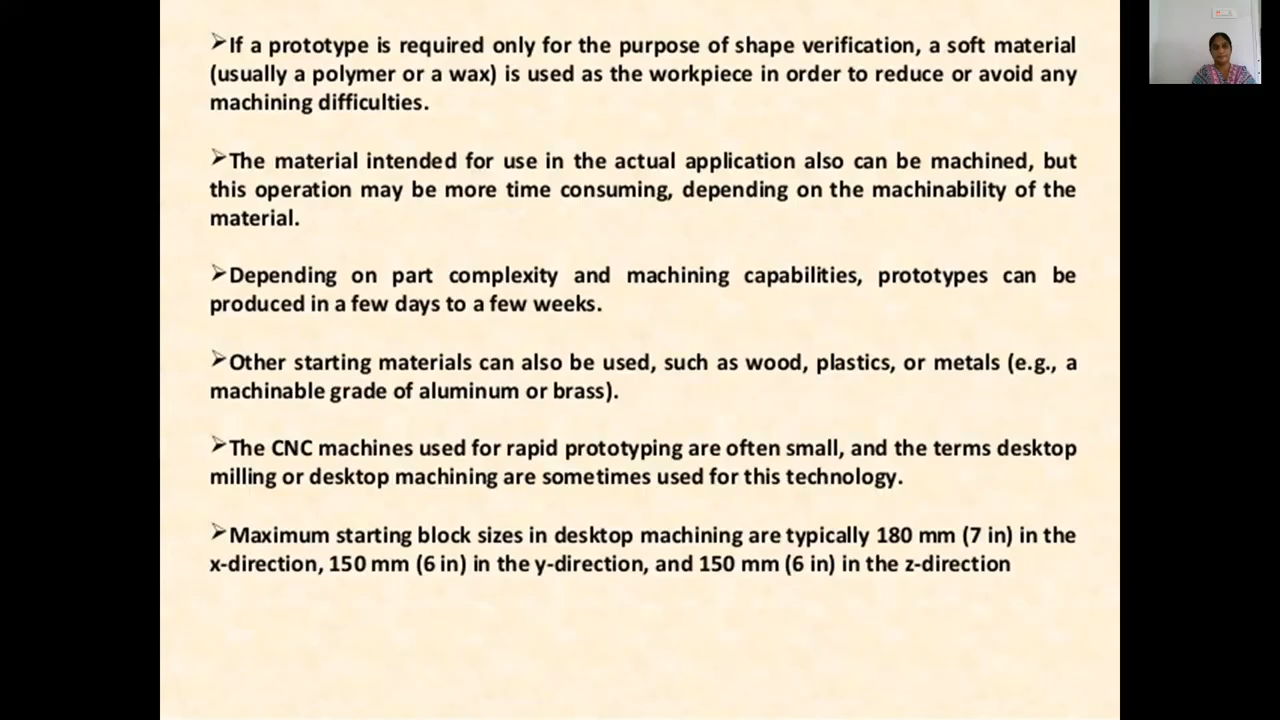 ➢If a prototype is required only for the purpose of shape verification, a soft material
(usually a polymer or a wax) is used as the workpiece in order to reduce or avoid any
machining difficulties.
➢The material intended for use in the actual application also can be machined, but
this operation may be more time consuming, depending on the machinability of the
material.
➢Depending on part complexity and machining capabilities, prototypes can be
produced in a few days to a few weeks.
➢Other starting materials can also be used, such as wood, plastics, or metals (e.g., a
machinable grade of aluminum or brass).
➢The CNC machines used for rapid prototyping are often small, and the terms desktop
milling or desktop machining are sometimes used for this technology.
➢Maximum starting block sizes in desktop machining are typically 180 mm (7 in) in the
x-direction, 150 mm (6 in) in the y-direction, and 150 mm (6 in) in the z-direction